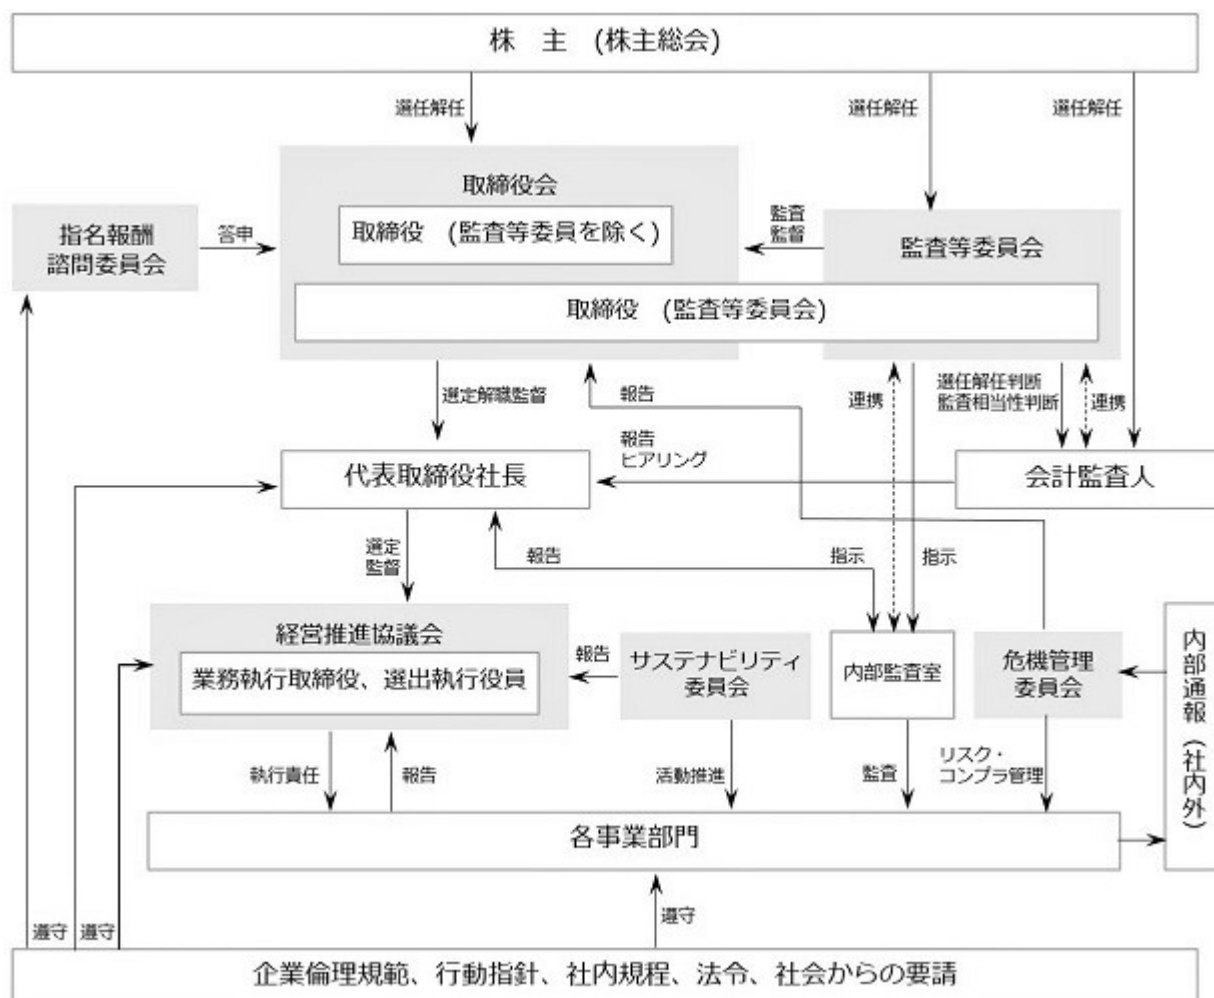 株　主　(株主総会)
選任解任
選任解任
選任解任
取締役会
取締役　(監査等委員を除く)
指名報酬
諮問委員会
答申
監査
監督
監査等委員会
取締役　(監査等委員会)
選定解職監督
報告
連携
選任解任判断
監査相当性判断
連携
報告
ヒアリング
代表取締役社長
会計監査人
選定
監督
報告
指示
指示
経営推進協議会
業務執行取締役、選出執行役員
報告
サステナビリティ
委員会
内部監査室
危機管理
委員会
内部通報（社内外）
執行責任
報告
活動推進
監査
リスク・
コンプラ管理
各事業部門
遵守
遵守
遵守
企業倫理規範、行動指針、社内規程、法令、社会からの要請